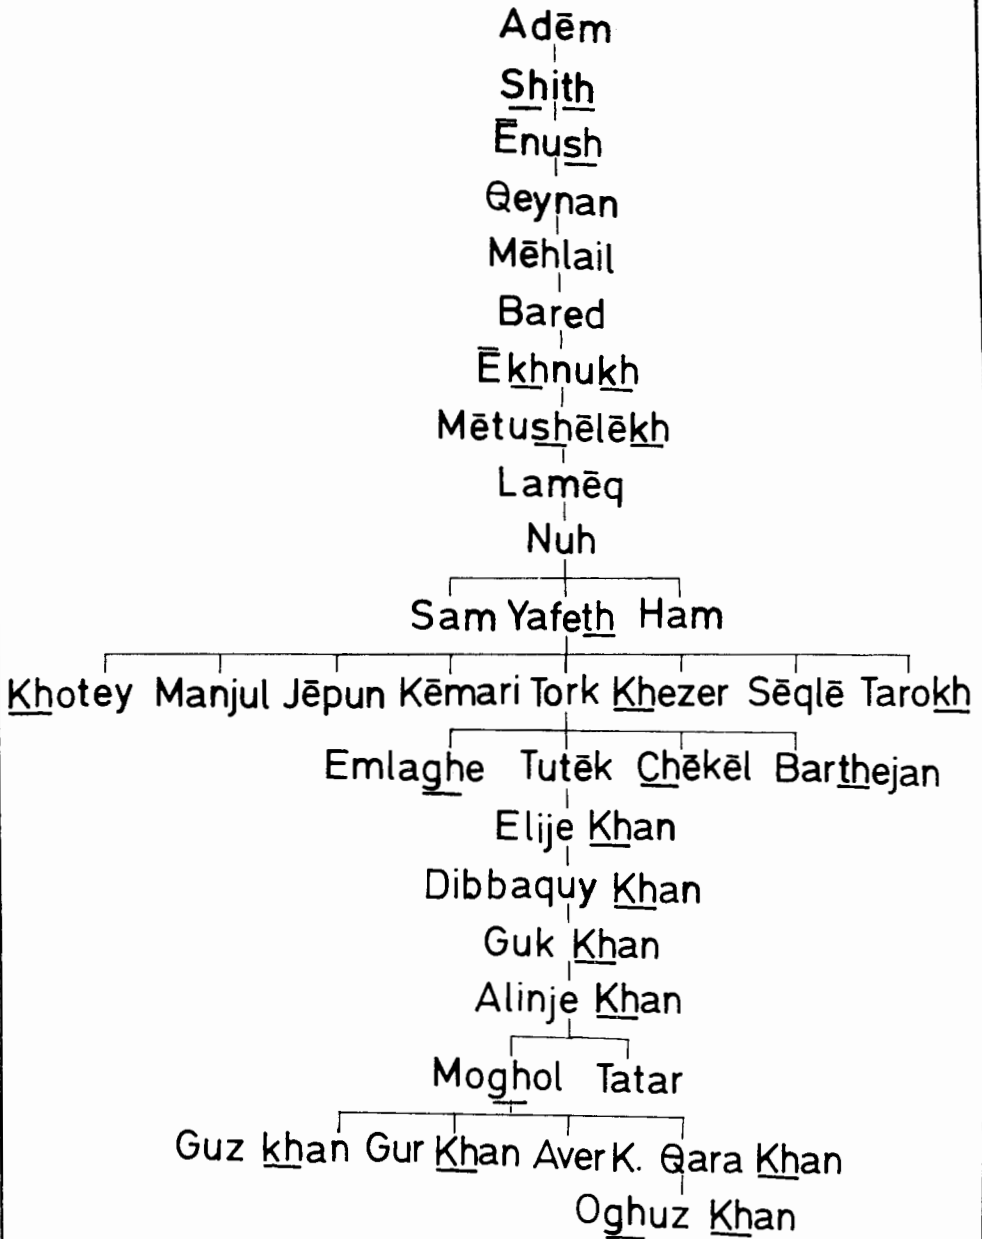 Adēm
Shith
Ēnush
Qeynan
Mēhlail
Bared
Ēkhnukh
Mētushēlēkh
Lamēq
Nuh
Sam Yafeth Ham
Khotey Manjul Jēpun Kēmari Tork Khezer Sēqlē Tarokh
Emlaghe Tutēk Chēkēl Barthejan
Elije Khan
Dibbaquy Khan
Guk Khan
Alinje Khan
Moghol Tatar
Guz khan Gur Khan Aver K. Qara Khan
Oghuz Khan